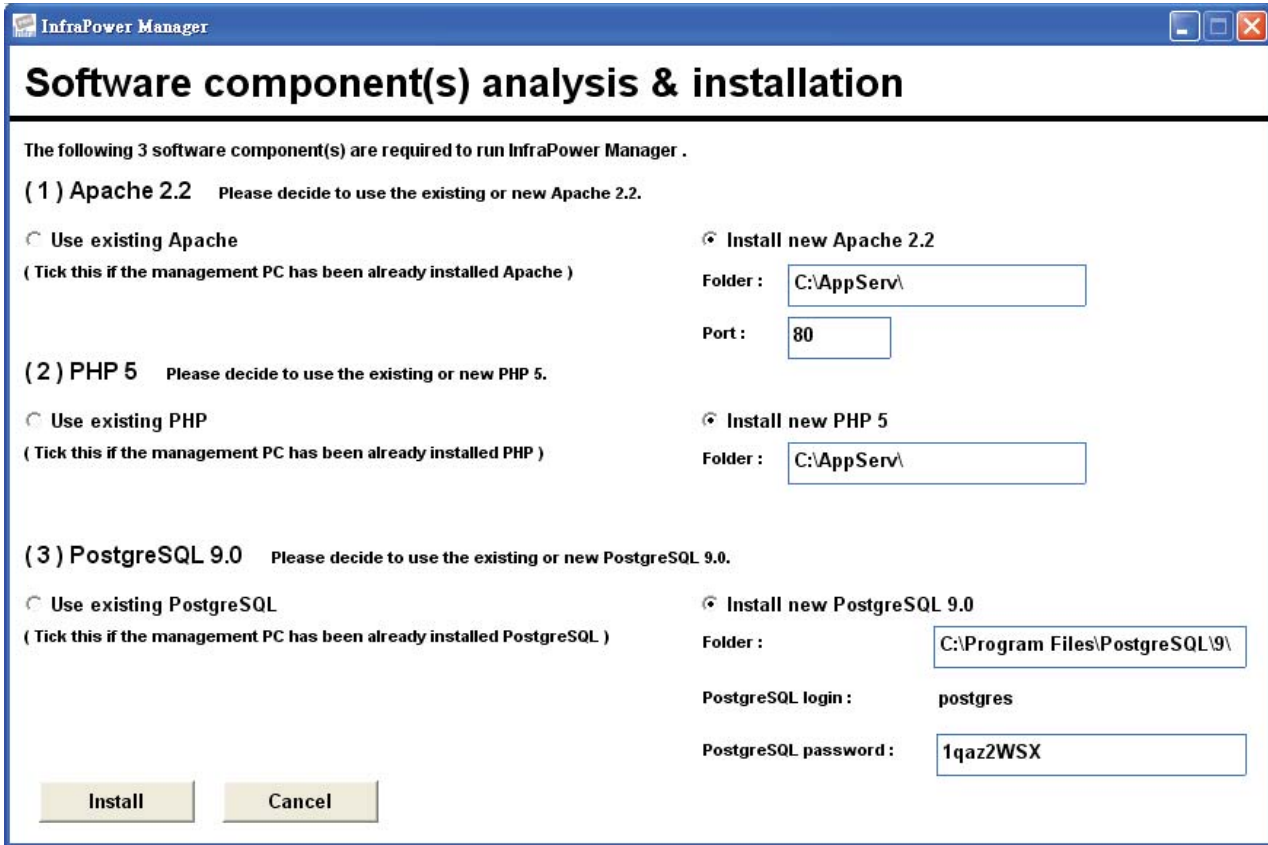 InfraPower Manager
Software component(s) analysis & installation
The following 3 software component(s) are required to run InfraPower Manager .
( 1 ) Apache 2.2 Please decide to use the existing or new Apache 2.2.
Use existing Apache
( Tick this if the management PC has been already installed Apache )
Install new Apache 2.2
Folder : C:\AppServ\
Port : 80
( 2 ) PHP 5 Please decide to use the existing or new PHP 5.
Use existing PHP
( Tick this if the management PC has been already installed PHP )
Install new PHP 5
Folder : C:\AppServ\
( 3 ) PostgreSQL 9.0 Please decide to use the existing or new PostgreSQL 9.0.
Use existing PostgreSQL
( Tick this if the management PC has been already installed PostgreSQL )
Install new PostgreSQL 9.0
Folder : C:\Program Files\PostgreSQL\9\
PostgreSQL login : postgres
PostgreSQL password : 1qaz2WSX
Install Cancel